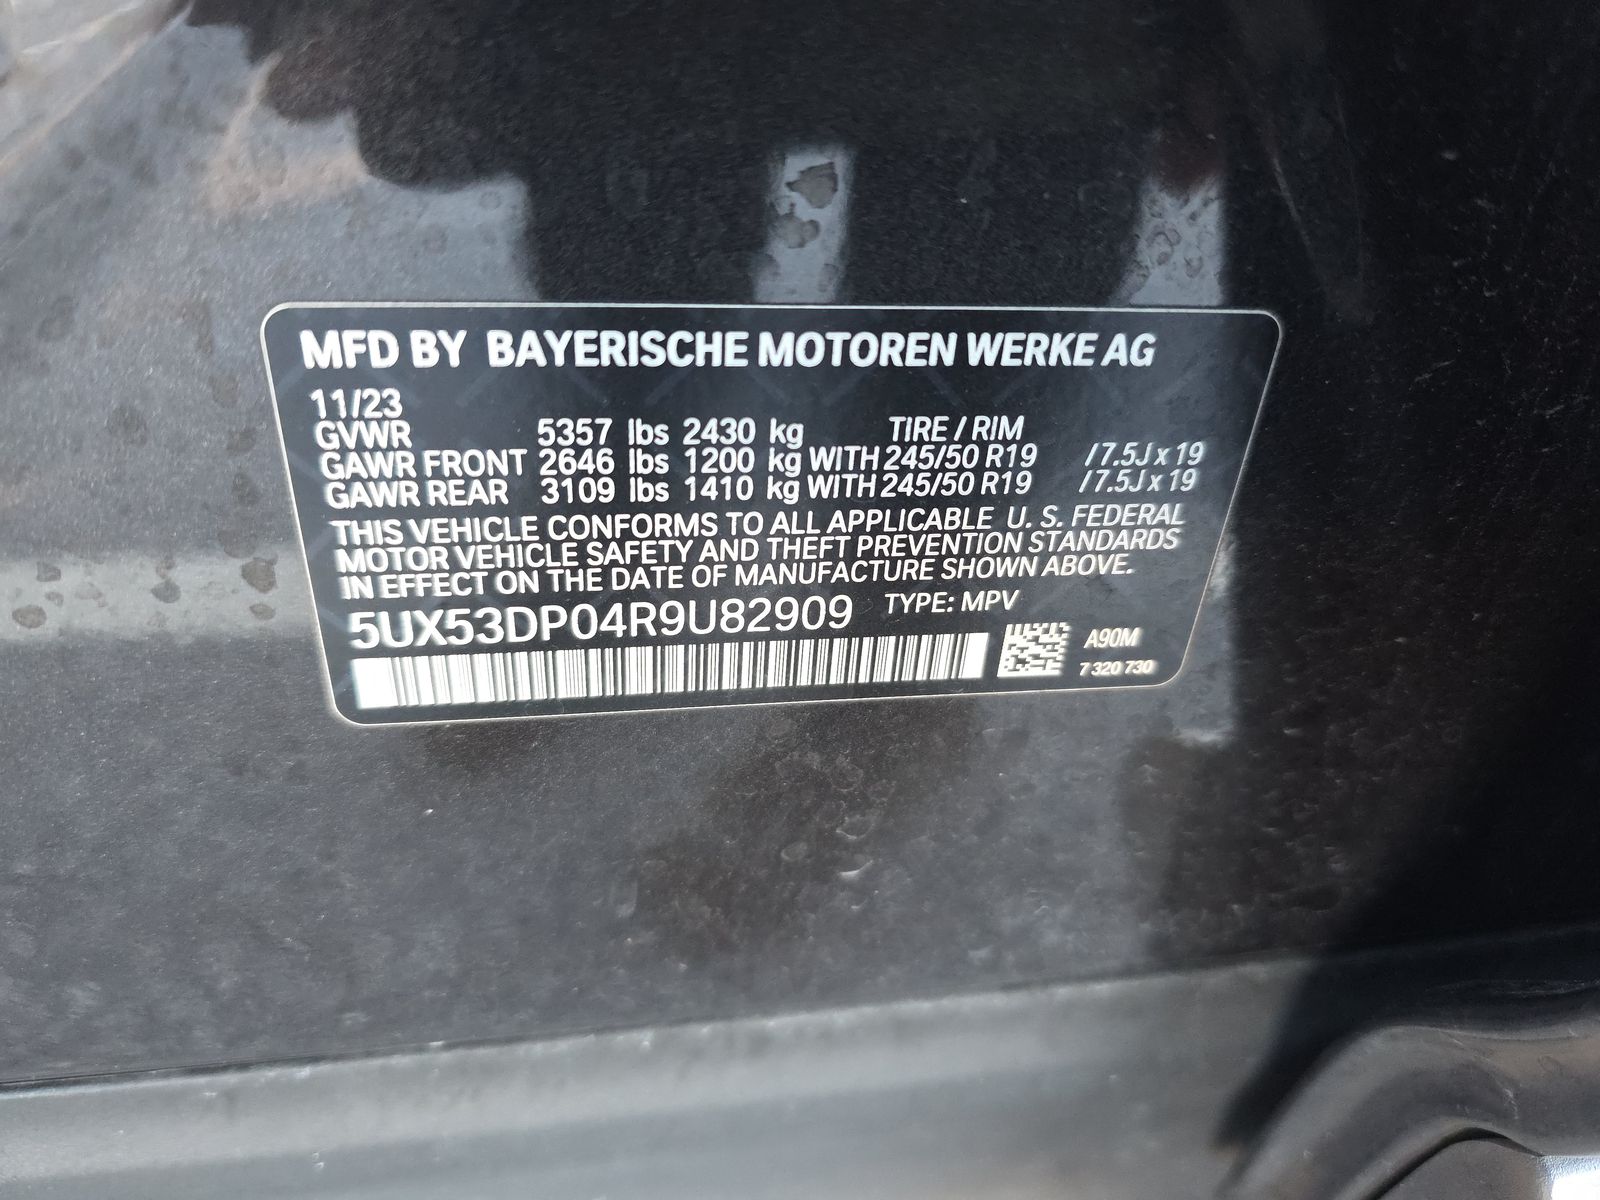 MFD BY BAYERISCHE MOTOREN WERKE AG
11/23
GVWR 5357 lbs 2430 kg TIRE / RIM
GAWR FRONT 2646 lbs 1200 kg WITH 245/50 R19 / 7.5J x 19
GAWR REAR 3109 lbs 1410 kg WITH 245/50 R19 / 7.5J x 19
THIS VEHICLE CONFORMS TO ALL APPLICABLE U. S. FEDERAL
MOTOR VEHICLE SAFETY AND THEFT PREVENTION STANDARDS
IN EFFECT ON THE DATE OF MANUFACTURE SHOWN ABOVE.
5UX53DP04R9U82909 TYPE: MPV
A90M
7 320 730